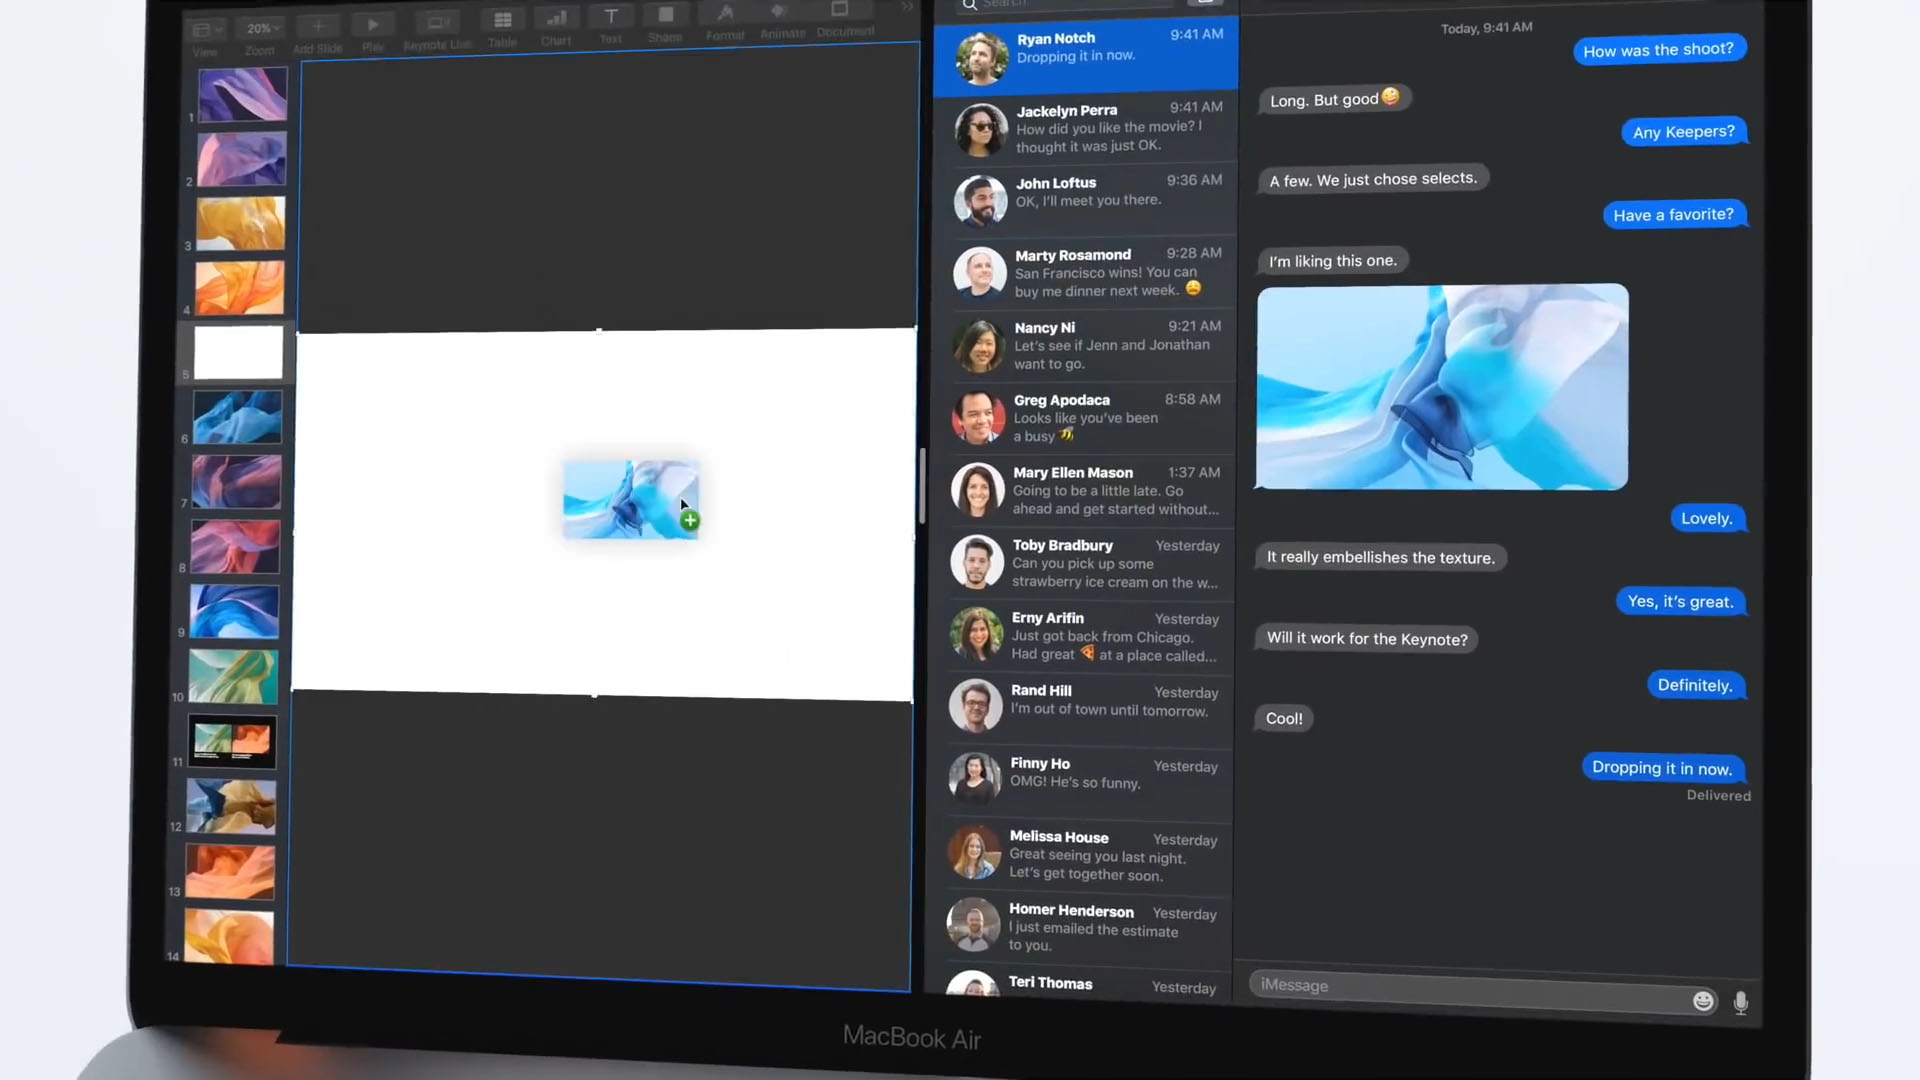 View
20%
Zoom
Add Slide
Play
Keynote Live
Table
Chart
T
Text
Shape
Format
Animate
Document
1
2
3
4
5
6
7
8
9
10
11
12
13
14
Search
Ryan Notch 9:41 AM
Dropping it in now.
Jackelyn Perra 9:41 AM
How did you like the movie? I
thought it was just OK.
John Loftus 9:36 AM
OK, I'll meet you there.
Marty Rosamond 9:28 AM
San Francisco wins! You can
buy me dinner next week. 😩
Nancy Ni 9:21 AM
Let's see if Jenn and Jonathan
want to go.
Greg Apodaca 8:58 AM
Looks like you've been
a busy 🐝
Mary Ellen Mason 1:37 AM
Going to be a little late. Go
ahead and get started without...
Toby Bradbury Yesterday
Can you pick up some
strawberry ice cream on the w...
Erny Arifin Yesterday
Just got back from Chicago.
Had great 🍕 at a place called...
Rand Hill Yesterday
I'm out of town until tomorrow.
Finny Ho Yesterday
OMG! He's so funny.
Melissa House Yesterday
Great seeing you last night.
Let's get together soon.
Homer Henderson Yesterday
I just emailed the estimate
to you.
Teri Thomas Yesterday
Today, 9:41 AM
How was the shoot?
Long. But good🤪
Any Keepers?
A few. We just chose selects.
Have a favorite?
I'm liking this one.
Lovely.
It really embellishes the texture.
Yes, it's great.
Will it work for the Keynote?
Definitely.
Cool!
Dropping it in now.
Delivered
iMessage
MacBook Air